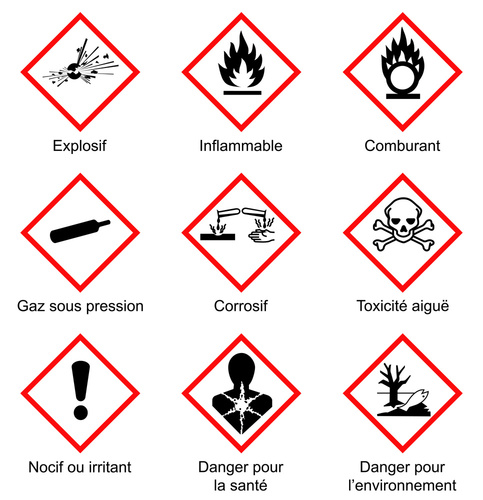 Explosif
Inflammable
Comburant
Gaz sous pression
Corrosif
Toxicité aiguë
Nocif ou irritant
Danger pour
la santé
Danger pour
l'environnement